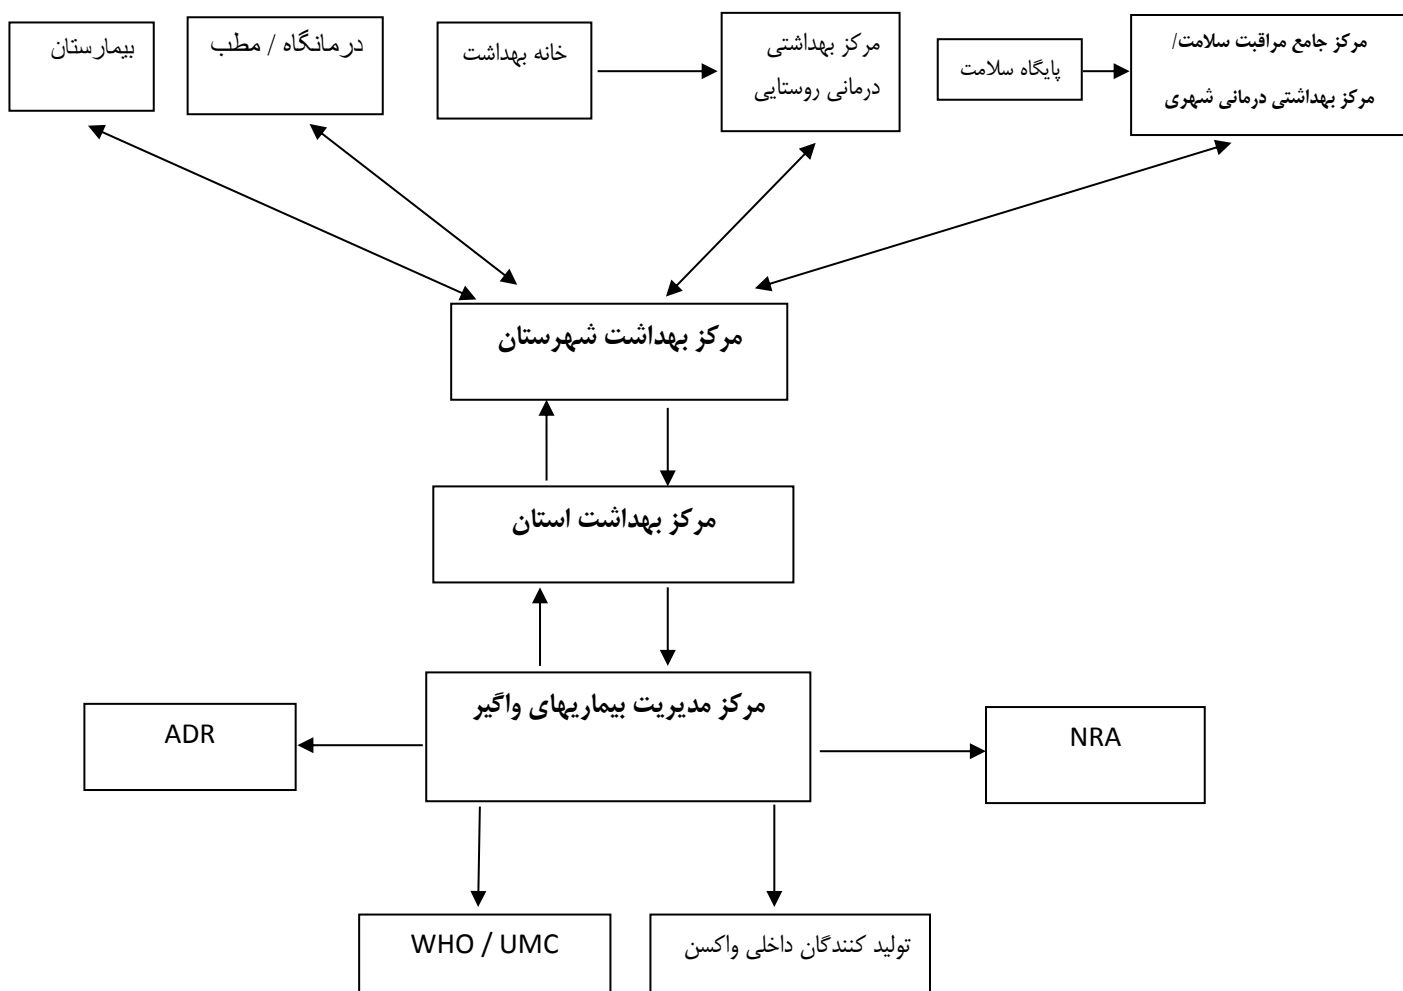 مرکز جامع مراقبت سلامت/
مرکز بهداشتی درمانی شهری
پایگاه سلامت
مرکز بهداشتی
درمانی روستایی
خانه بهداشت
درمانگاه / مطب
بیمارستان
مرکز بهداشت شهرستان
مرکز بهداشت استان
مرکز مدیریت بیماریهای واگیر
NRA
ADR
تولید کنندگان داخلی واکسن
WHO / UMC